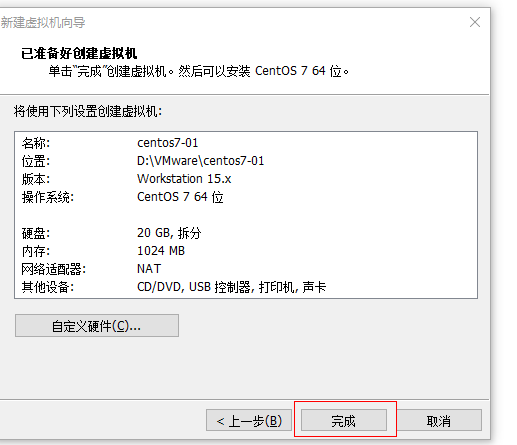 新建虚拟机向导
已准备好创建虚拟机
单击“完成”创建虚拟机。然后可以安装 CentOS 7 64 位。
将使用下列设置创建虚拟机:
名称: centos7-01
位置: D:\VMware\centos7-01
版本: Workstation 15.x
操作系统: CentOS 7 64 位
硬盘: 20 GB, 拆分
内存: 1024 MB
网络适配器: NAT
其他设备: CD/DVD, USB 控制器, 打印机, 声卡
自定义硬件(C)...
< 上一步(B) 完成 取消